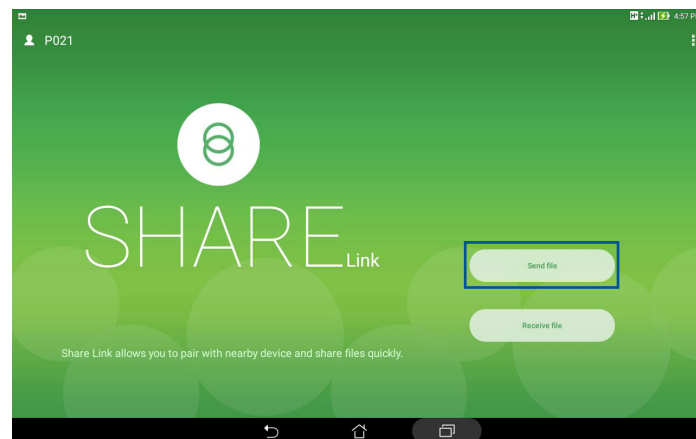 4:57 P
P021
SHARE Link
Send file
Receive file
Share Link allows you to pair with nearby device and share files quickly.